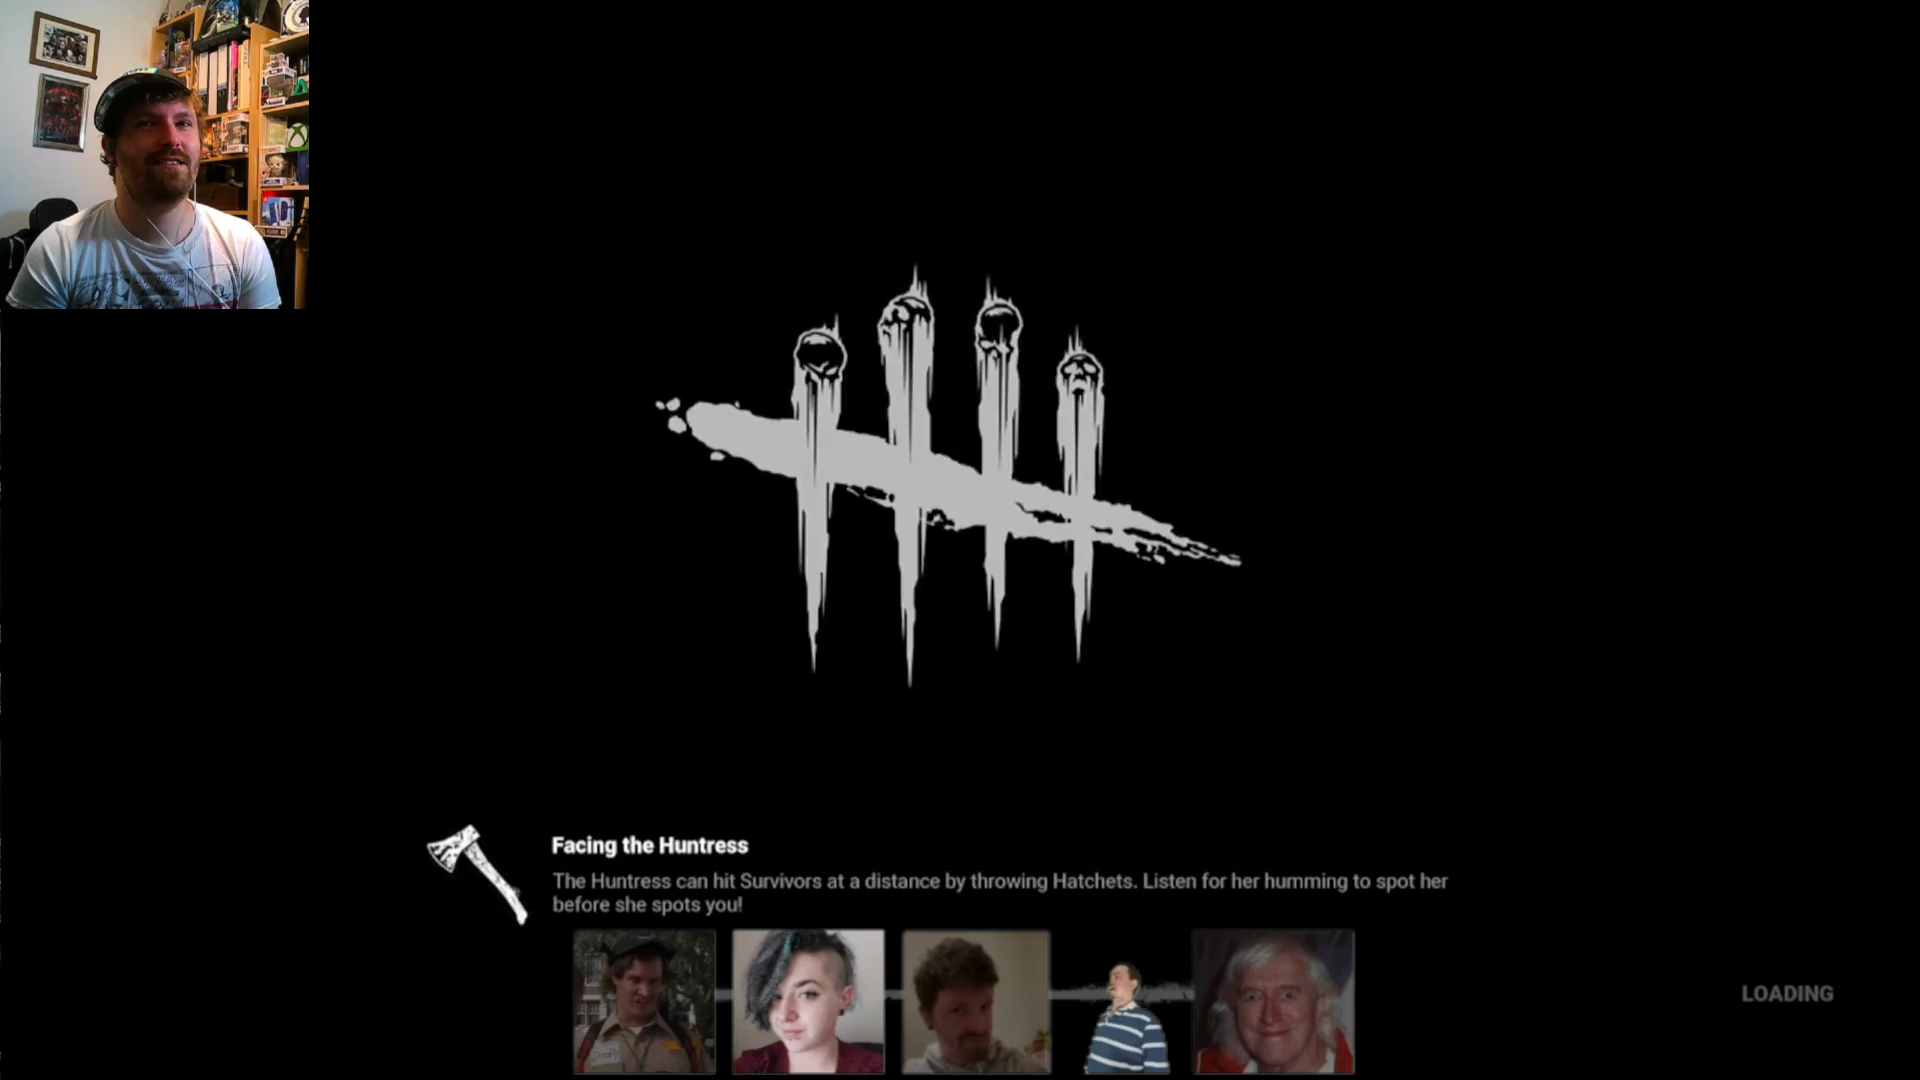 Facing the Huntress
The Huntress can hit Survivors at a distance by throwing Hatchets. Listen for her humming to spot her
before she spots you!
LOADING